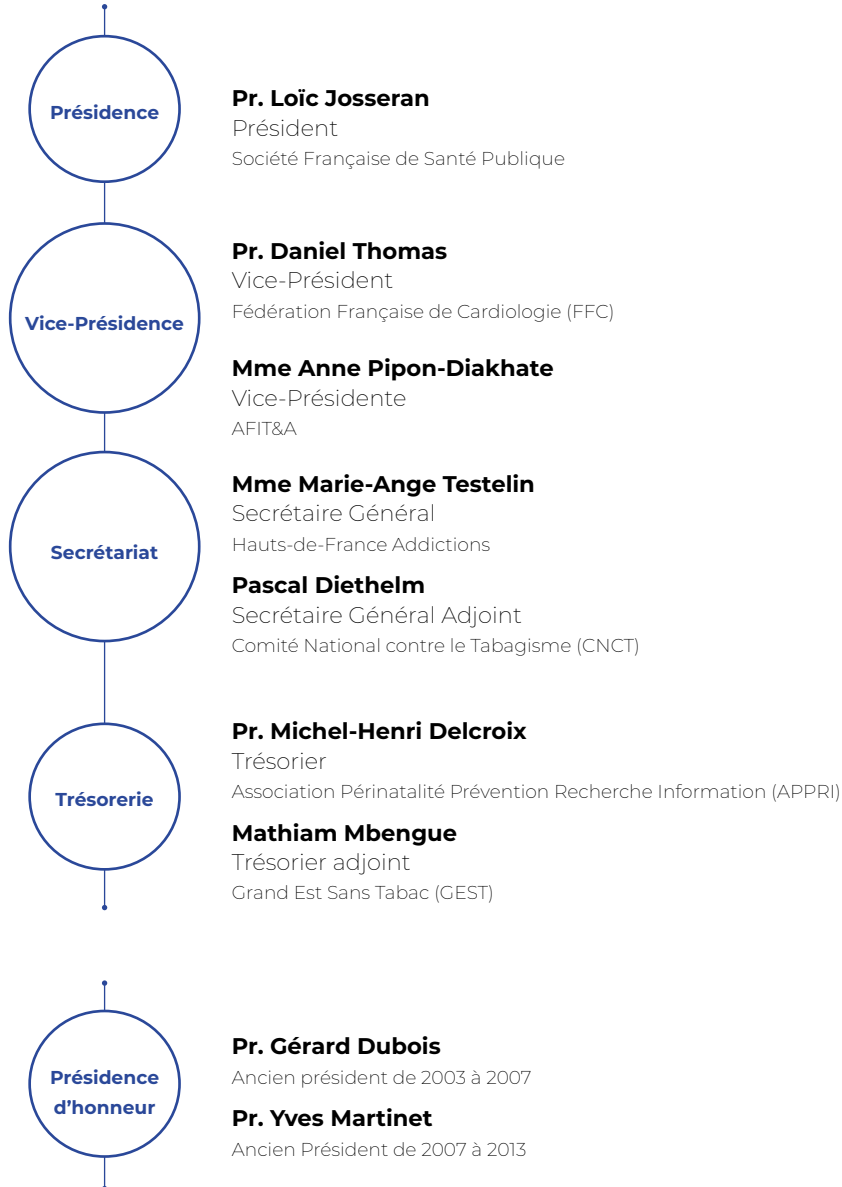 Présidence
Pr. Loïc Josseran
Président
Société Française de Santé Publique
Vice-Présidence
Pr. Daniel Thomas
Vice-Président
Fédération Française de Cardiologie (FFC)
Mme Anne Pipon-Diakhate
Vice-Présidente
AFIT&A
Secrétariat
Mme Marie-Ange Testelin
Secrétaire Général
Hauts-de-France Addictions
Pascal Diethelm
Secrétaire Général Adjoint
Comité National contre le Tabagisme (CNCT)
Trésorerie
Pr. Michel-Henri Delcroix
Trésorier
Association Périnatalité Prévention Recherche Information (APPRI)
Mathiam Mbengue
Trésorier adjoint
Grand Est Sans Tabac (GEST)
Présidence
d’honneur
Pr. Gérard Dubois
Ancien président de 2003 à 2007
Pr. Yves Martinet
Ancien Président de 2007 à 2013